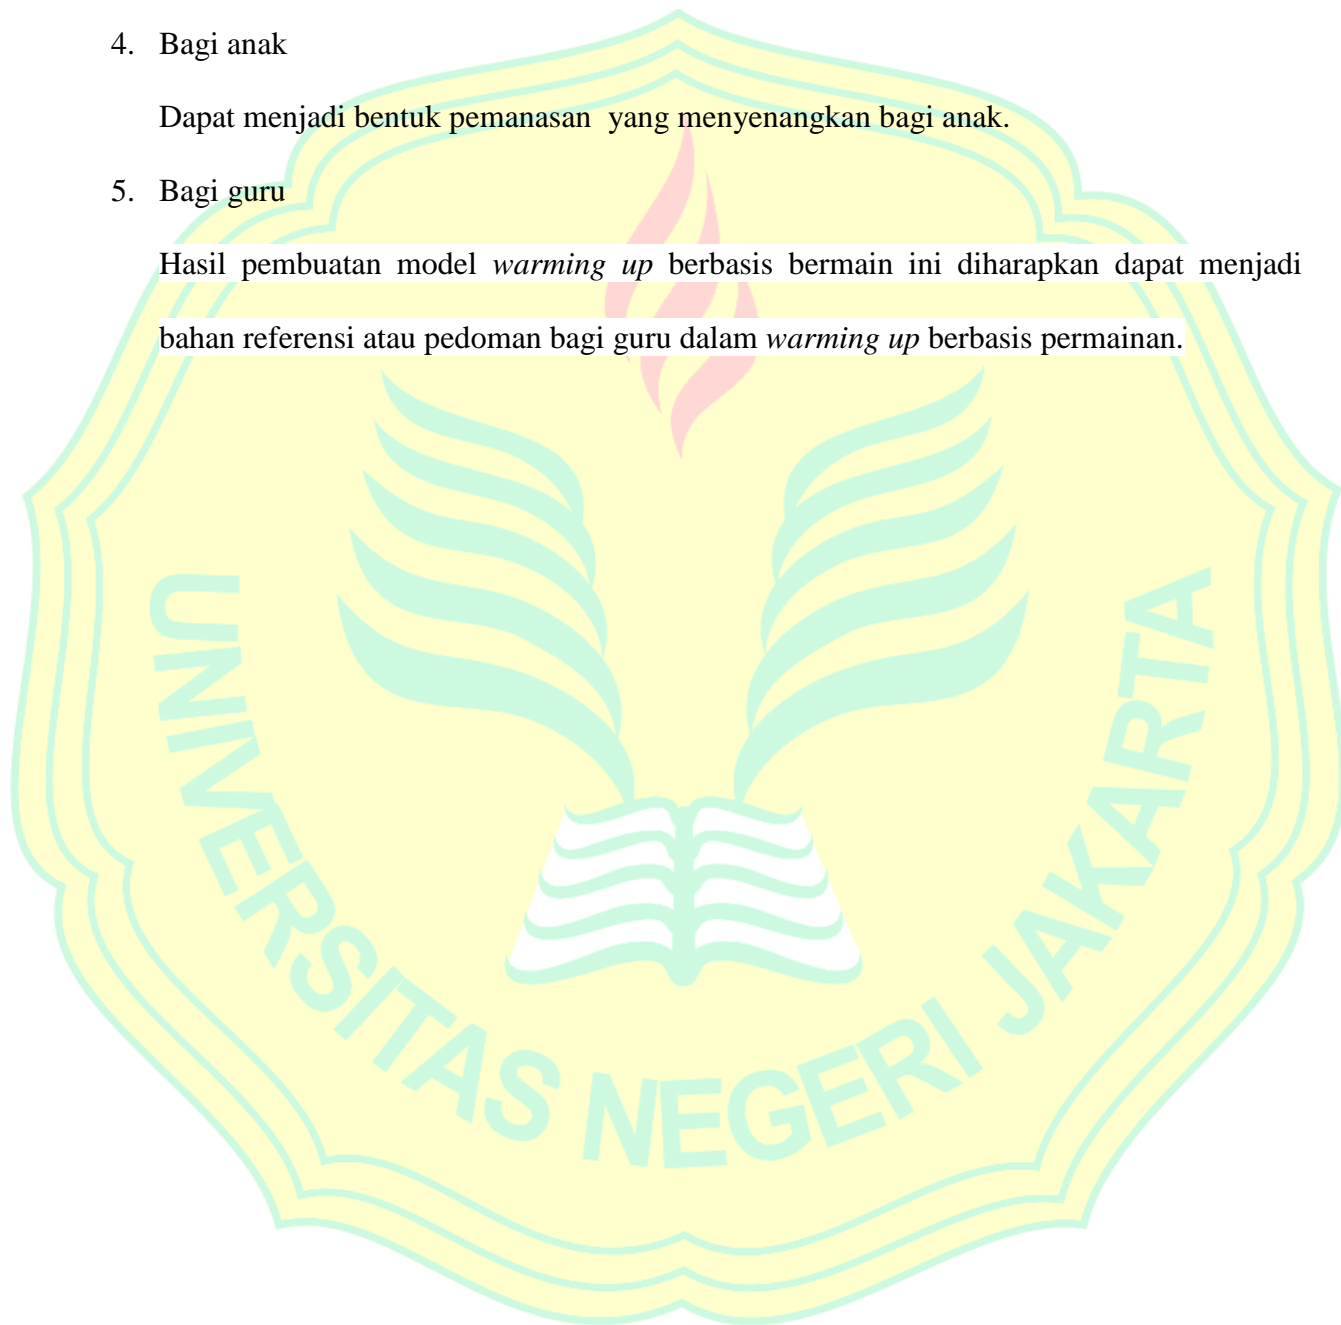 4. Bagi anak
Dapat menjadi bentuk pemanasan  yang menyenangkan bagi anak.
5. Bagi guru
Hasil pembuatan model warming up berbasis bermain ini diharapkan dapat menjadi
bahan referensi atau pedoman bagi guru dalam warming up berbasis permainan.
UNIVERSITAS NEGERI JAKARTA